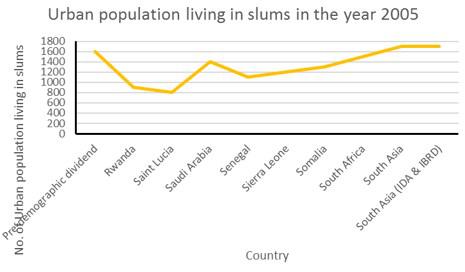 Urban population living in slums in the year 2005
No. of Urban population living in slums
1800
1600
1400
1200
1000
800
600
400
200
0
Pre-demographic dividend
Rwanda
Saint Lucia
Saudi Arabia
Senegal
Sierra Leone
Somalia
South Africa
South Asia
South Asia (IDA & IBRD)
Country